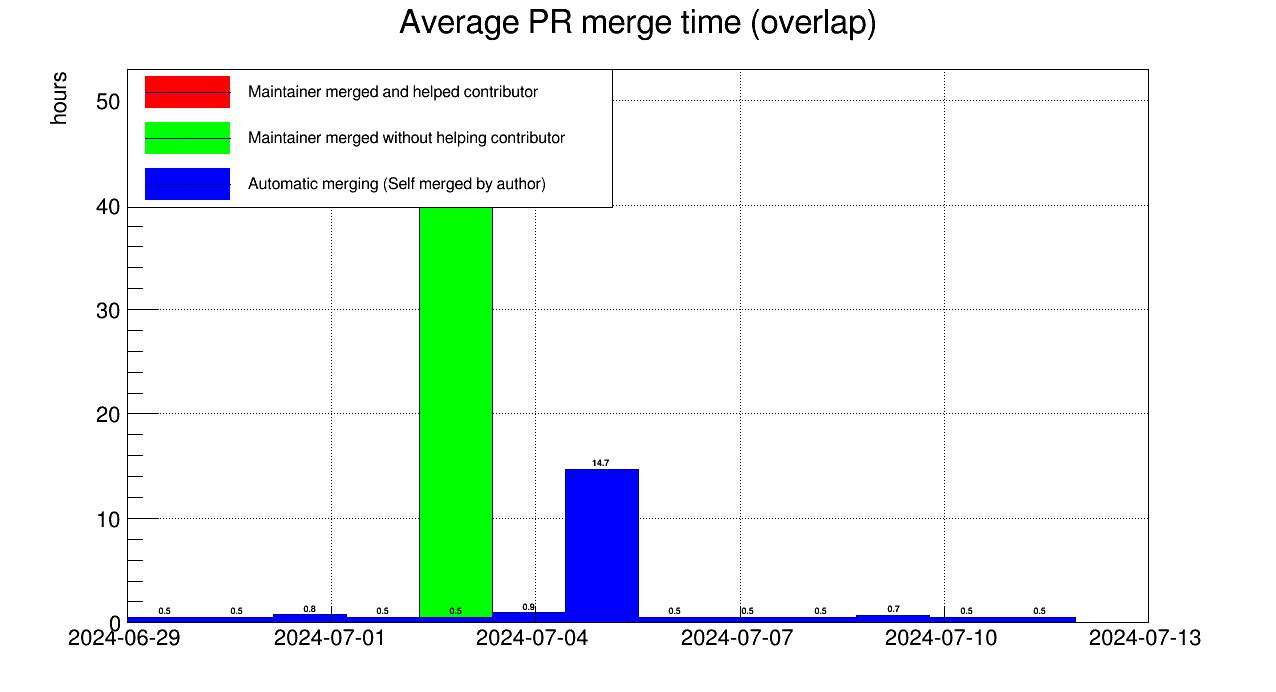 Average PR merge time (overlap)
hours
Maintainer merged and helped contributor
Maintainer merged without helping contributor
Automatic merging (Self merged by author)
50
40
30
20
10
0
14.7
0.5 0.5 0.8 0.5 0.5 0.9 0.5 0.5 0.5 0.7 0.5 0.5
2024-06-29 2024-07-01 2024-07-04 2024-07-07 2024-07-10 2024-07-13